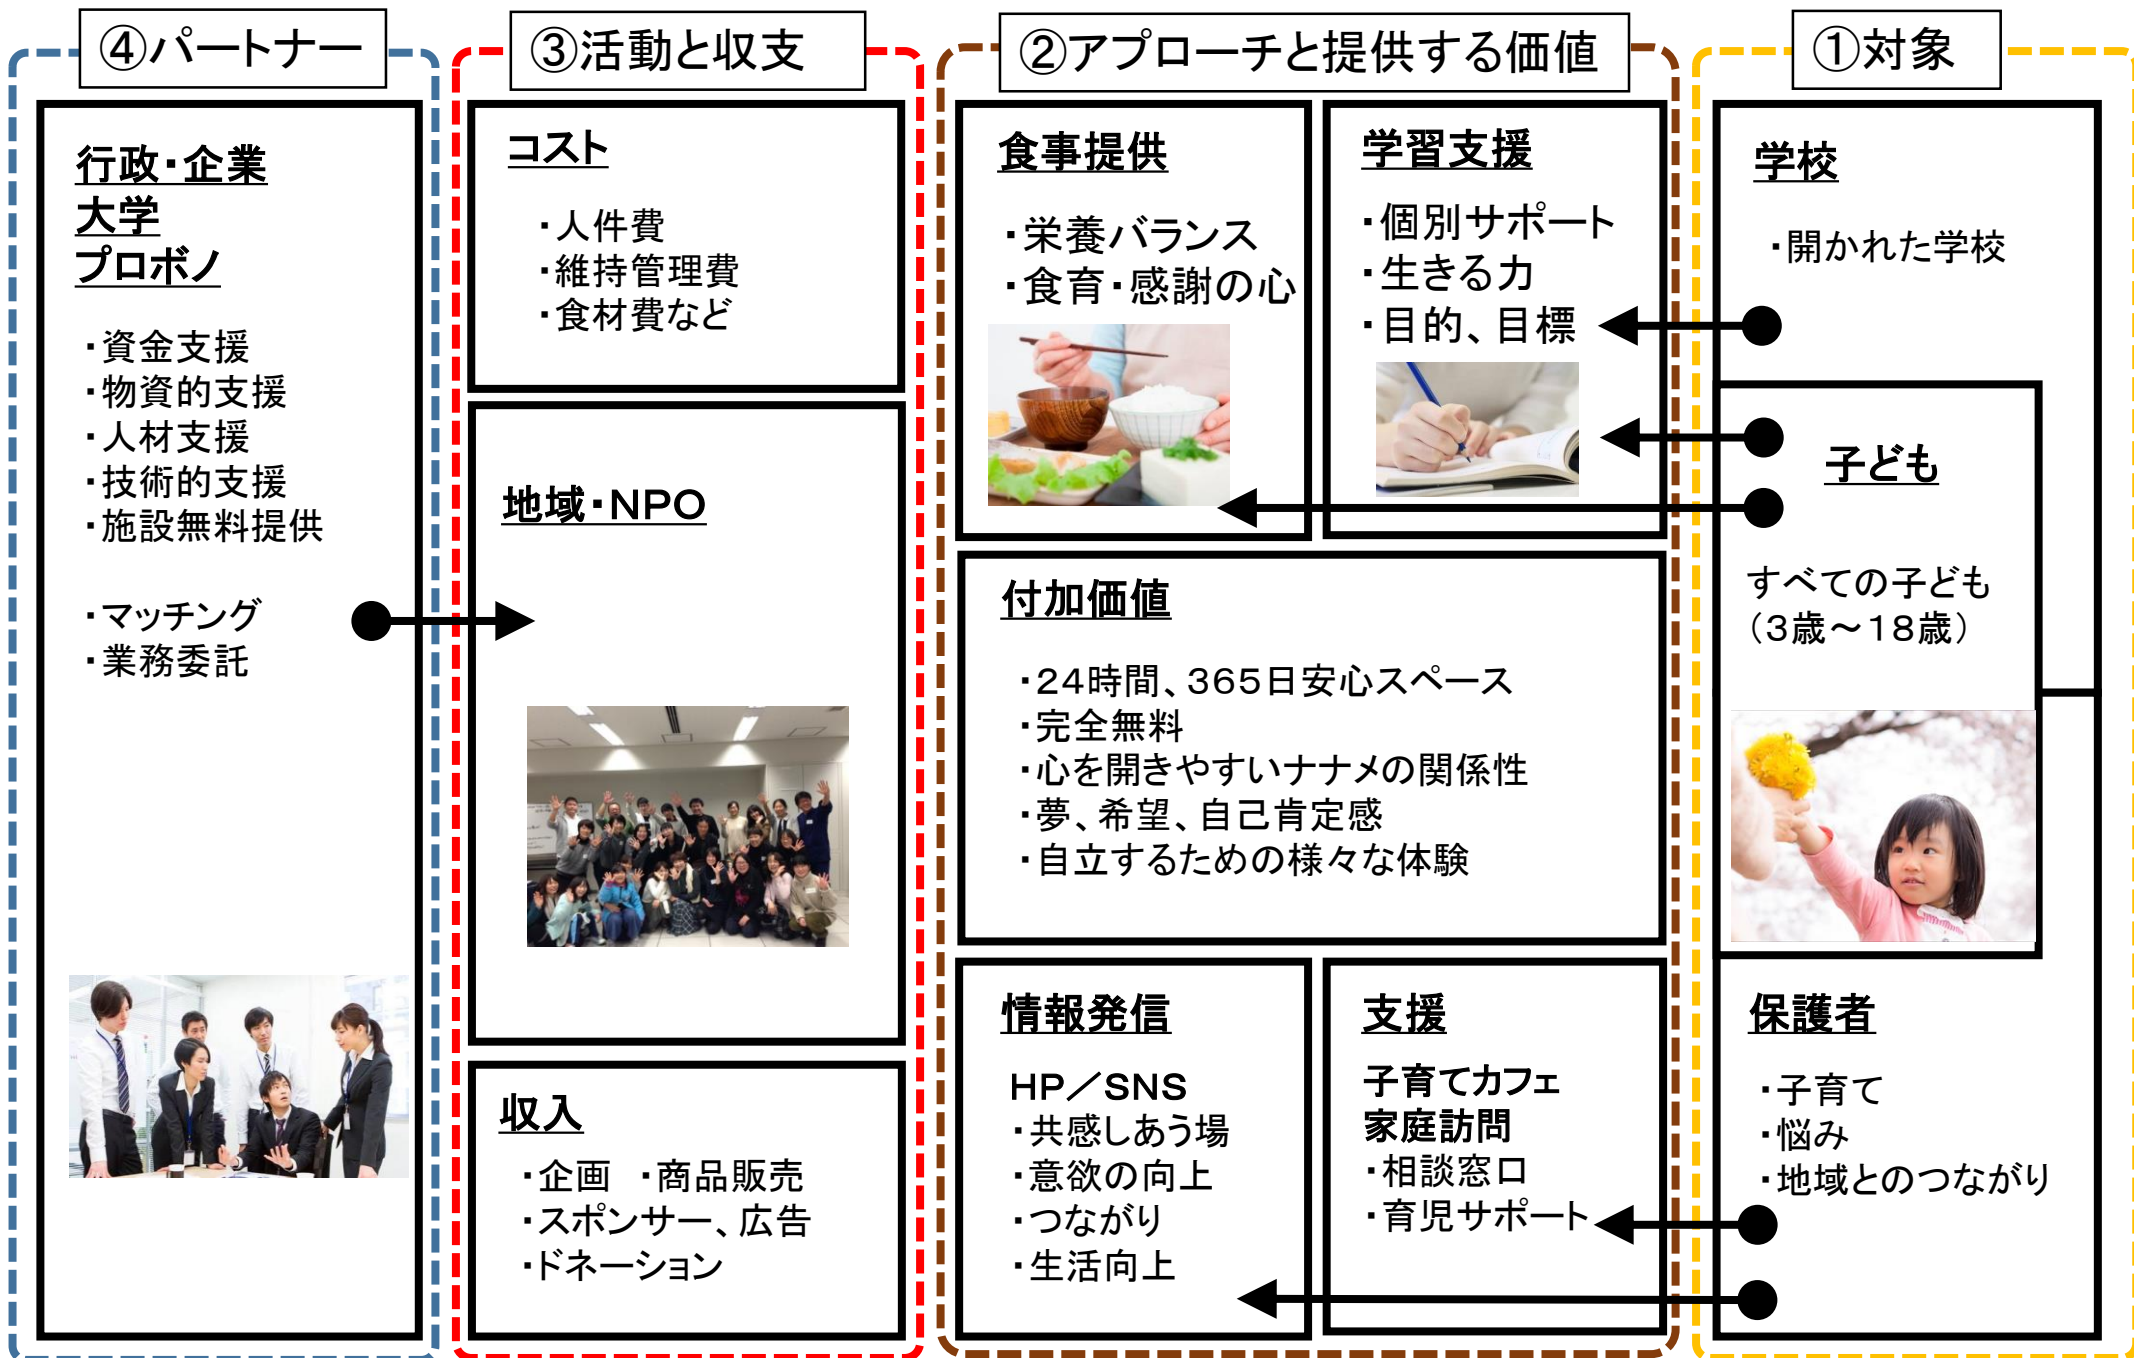 ④パートナー
行政・企業
大学
プロボノ
・資金支援
・物資的支援
・人材支援
・技術的支援
・施設無料提供
・マッチング
・業務委託
③活動と収支
コスト
・人件費
・維持管理費
・食材費など
地域・NPO
収入
・企画　・商品販売
・スポンサー、広告
・ドネーション
②アプローチと提供する価値
食事提供
・栄養バランス
・食育・感謝の心
学習支援
・個別サポート
・生きる力
・目的、目標
付加価値
・24時間、365日安心スペース
・完全無料
・心を開きやすいナナメの関係性
・夢、希望、自己肯定感
・自立するための様々な体験
情報発信
HP／SNS
・共感しあう場
・意欲の向上
・つながり
・生活向上
支援
子育てカフェ
家庭訪問
・相談窓口
・育児サポート
①対象
学校
・開かれた学校
子ども
すべての子ども
（3歳～18歳）
保護者
・子育て
・悩み
・地域とのつながり